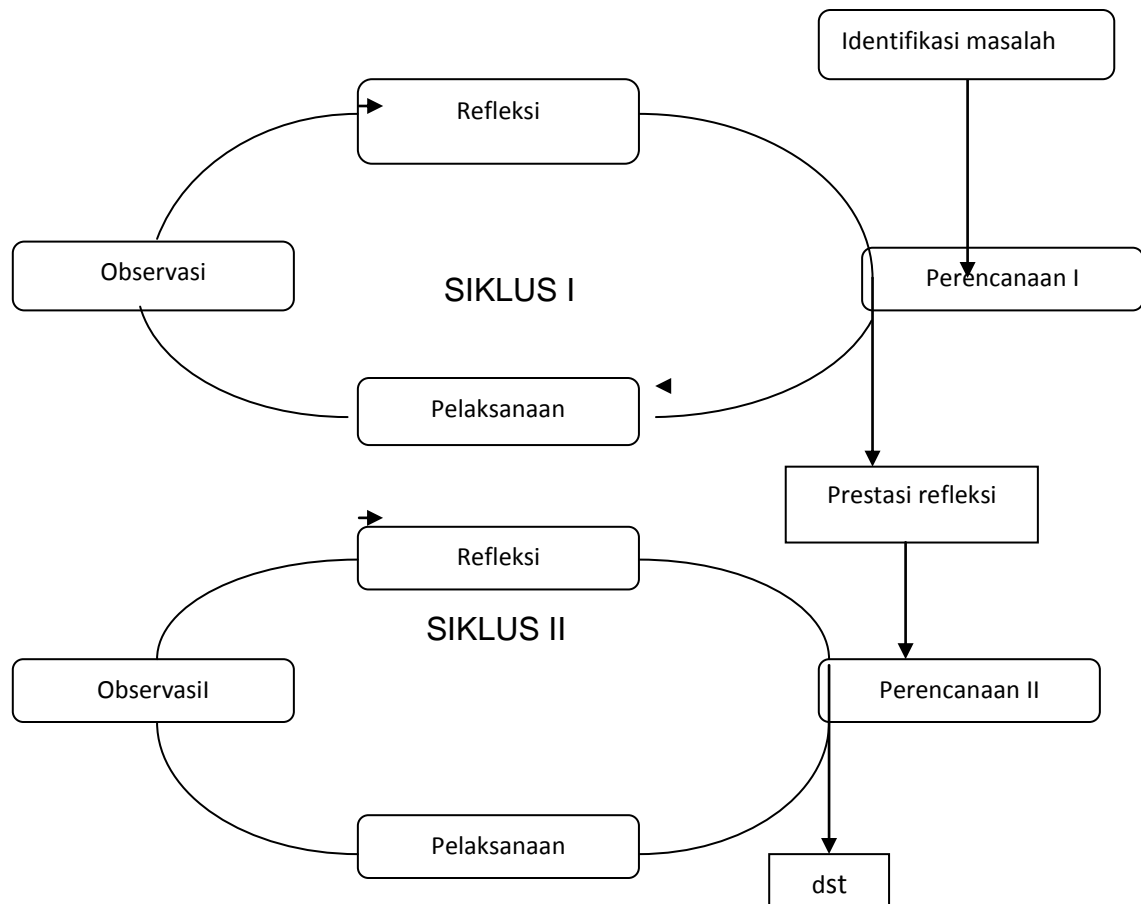 Identifikasi masalah
Refleksi
Observasi
SIKLUS I
Perencanaan I
Pelaksanaan
Prestasi refleksi
Refleksi
SIKLUS II
ObservasiI
Perencanaan II
Pelaksanaan
dst